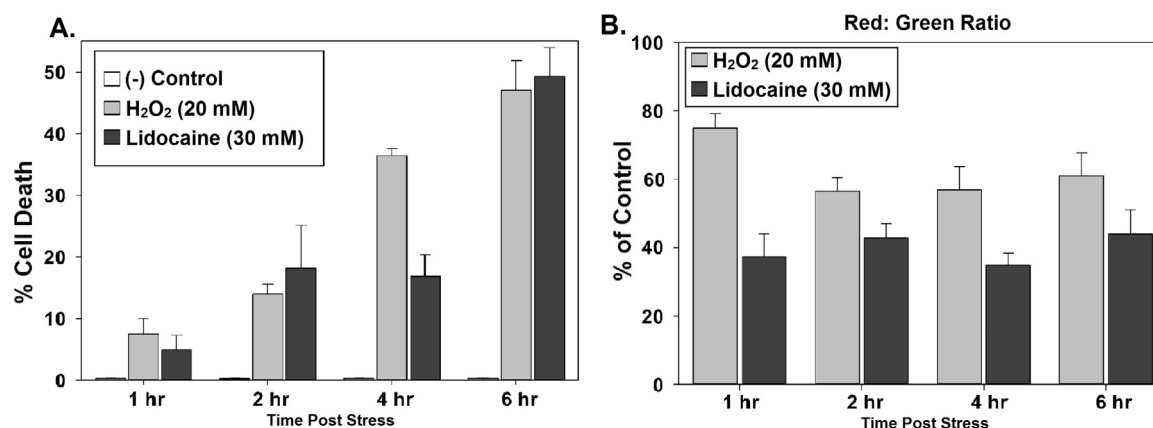 A.
% Cell Death
50
40
30
20
10
0
(-) Control
H₂O₂ (20 mM)
Lidocaine (30 mM)
1 hr 2 hr 4 hr 6 hr
Time Post Stress
B.
Red: Green Ratio
% of Control
100
80
60
40
20
0
H₂O₂ (20 mM)
Lidocaine (30 mM)
1 hr 2 hr 4 hr 6 hr
Time Post Stress